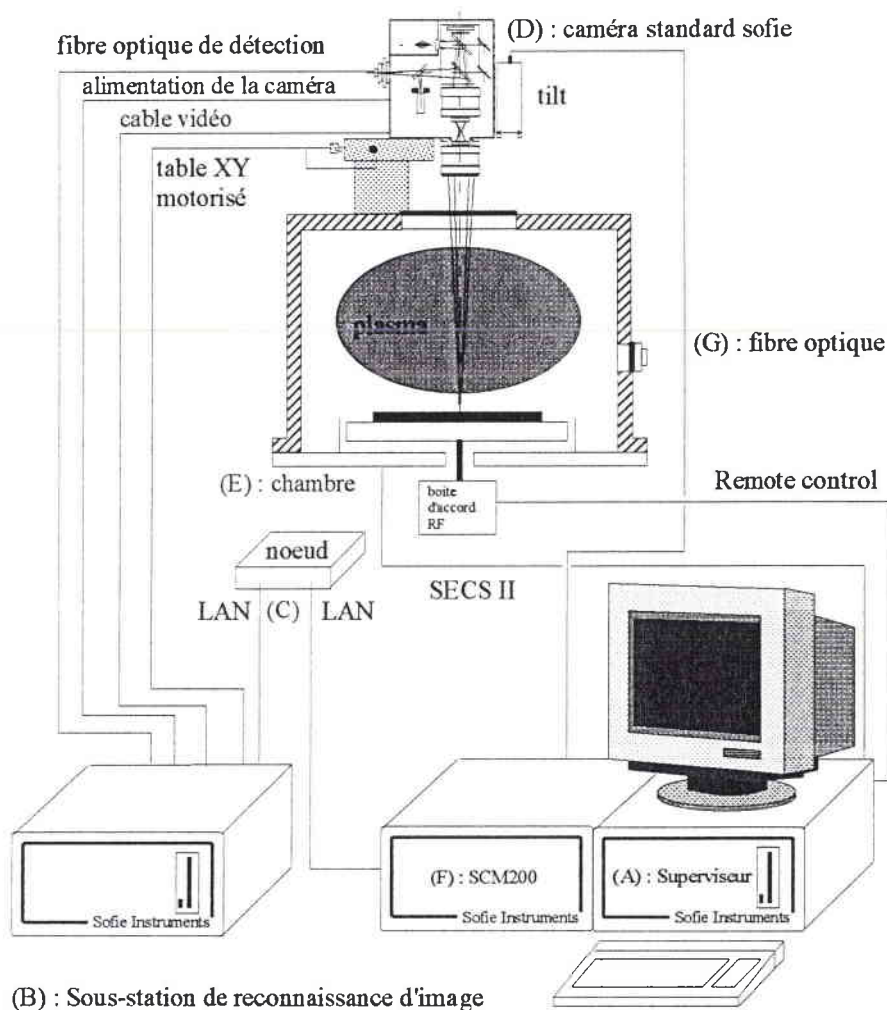 (D) : caméra standard sofie
fibre optique de détection
alimentation de la caméra
tilt
cable vidéo
table XY
motorisé
plasma
(G) : fibre optique
(E) : chambre
boite
d'accord
RF
Remote control
noeud
SECS II
LAN (C) LAN
(F) : SCM200
(A) : Superviseur
Sofie Instruments
Sofie Instruments
Sofie Instruments
(B) : Sous-station de reconnaissance d'image